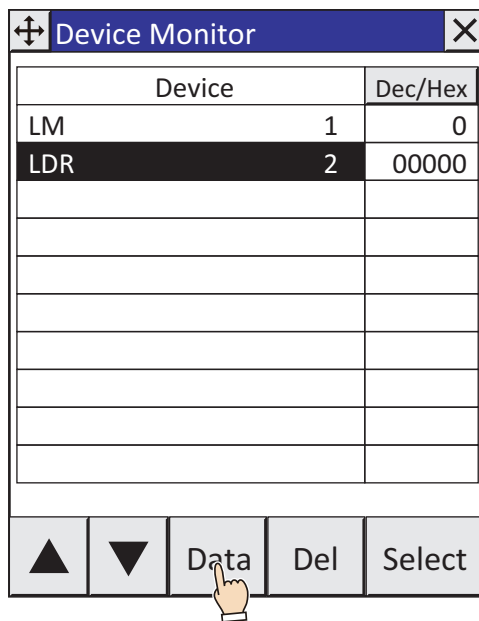 Device Monitor
Device Dec/Hex
LM 1 0
LDR 2 00000
Data Del Select